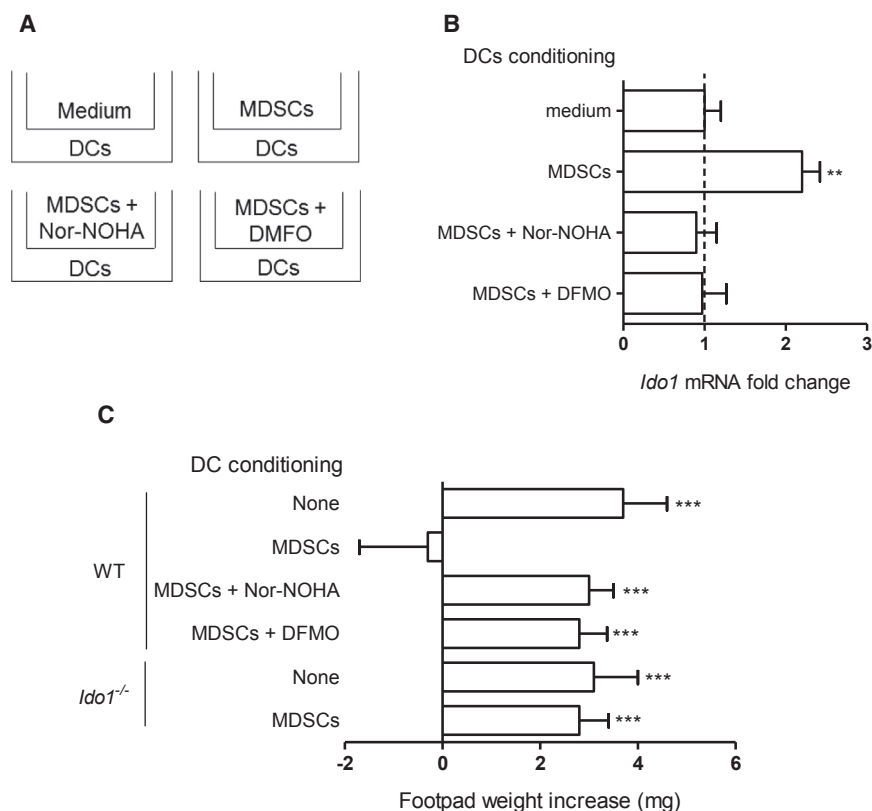 A
Medium
DCs
MDSCs
DCs
MDSCs +
Nor-NOHA
DCs
MDSCs +
DMFO
DCs
B
DCs conditioning
medium
MDSCs
**
MDSCs + Nor-NOHA
MDSCs + DFMO
0 1 2 3
Ido1 mRNA fold change
C
DC conditioning
WT
None
***
MDSCs
MDSCs + Nor-NOHA
***
MDSCs + DFMO
***
Ido1-/-
None
***
MDSCs
***
-2 0 2 4 6
Footpad weight increase (mg)